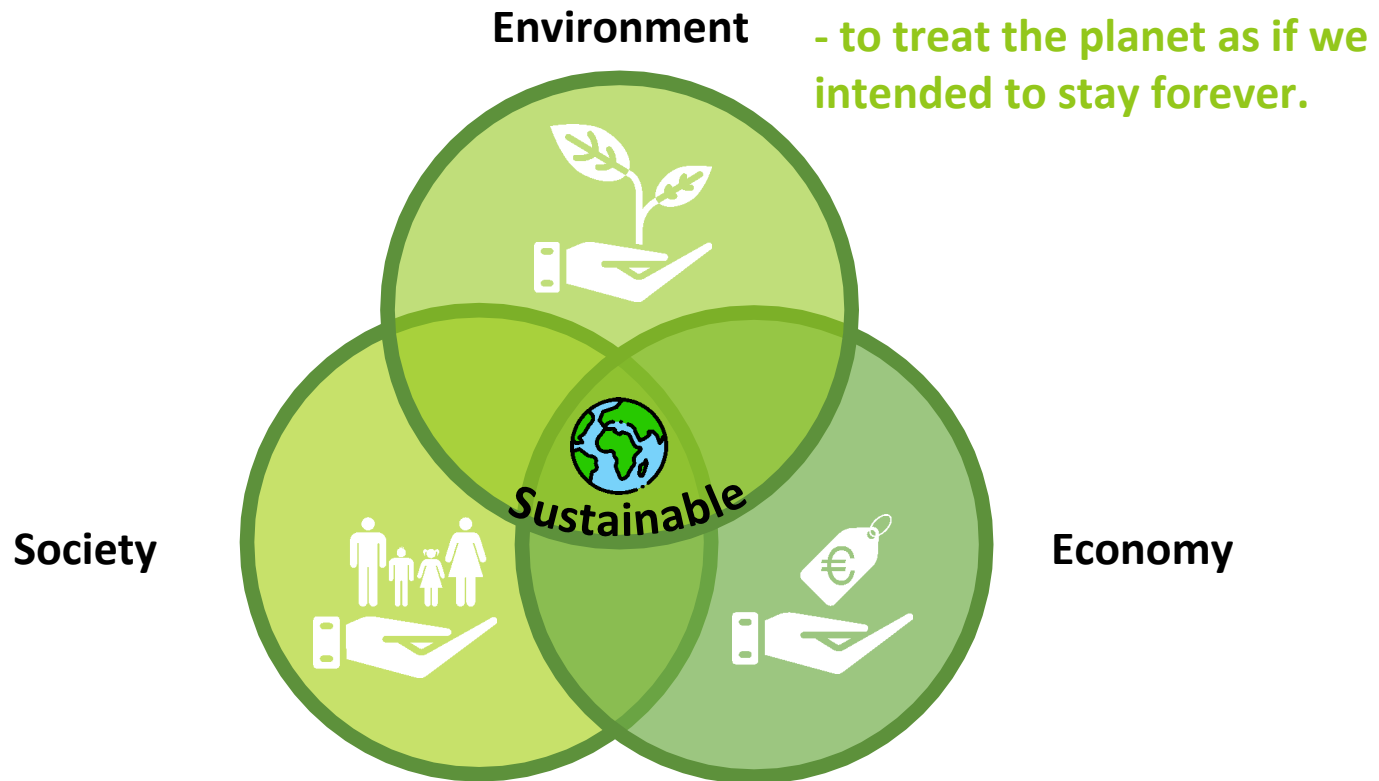 Environment
- to treat the planet as if we
intended to stay forever.
Sustainable
Society
€
Economy